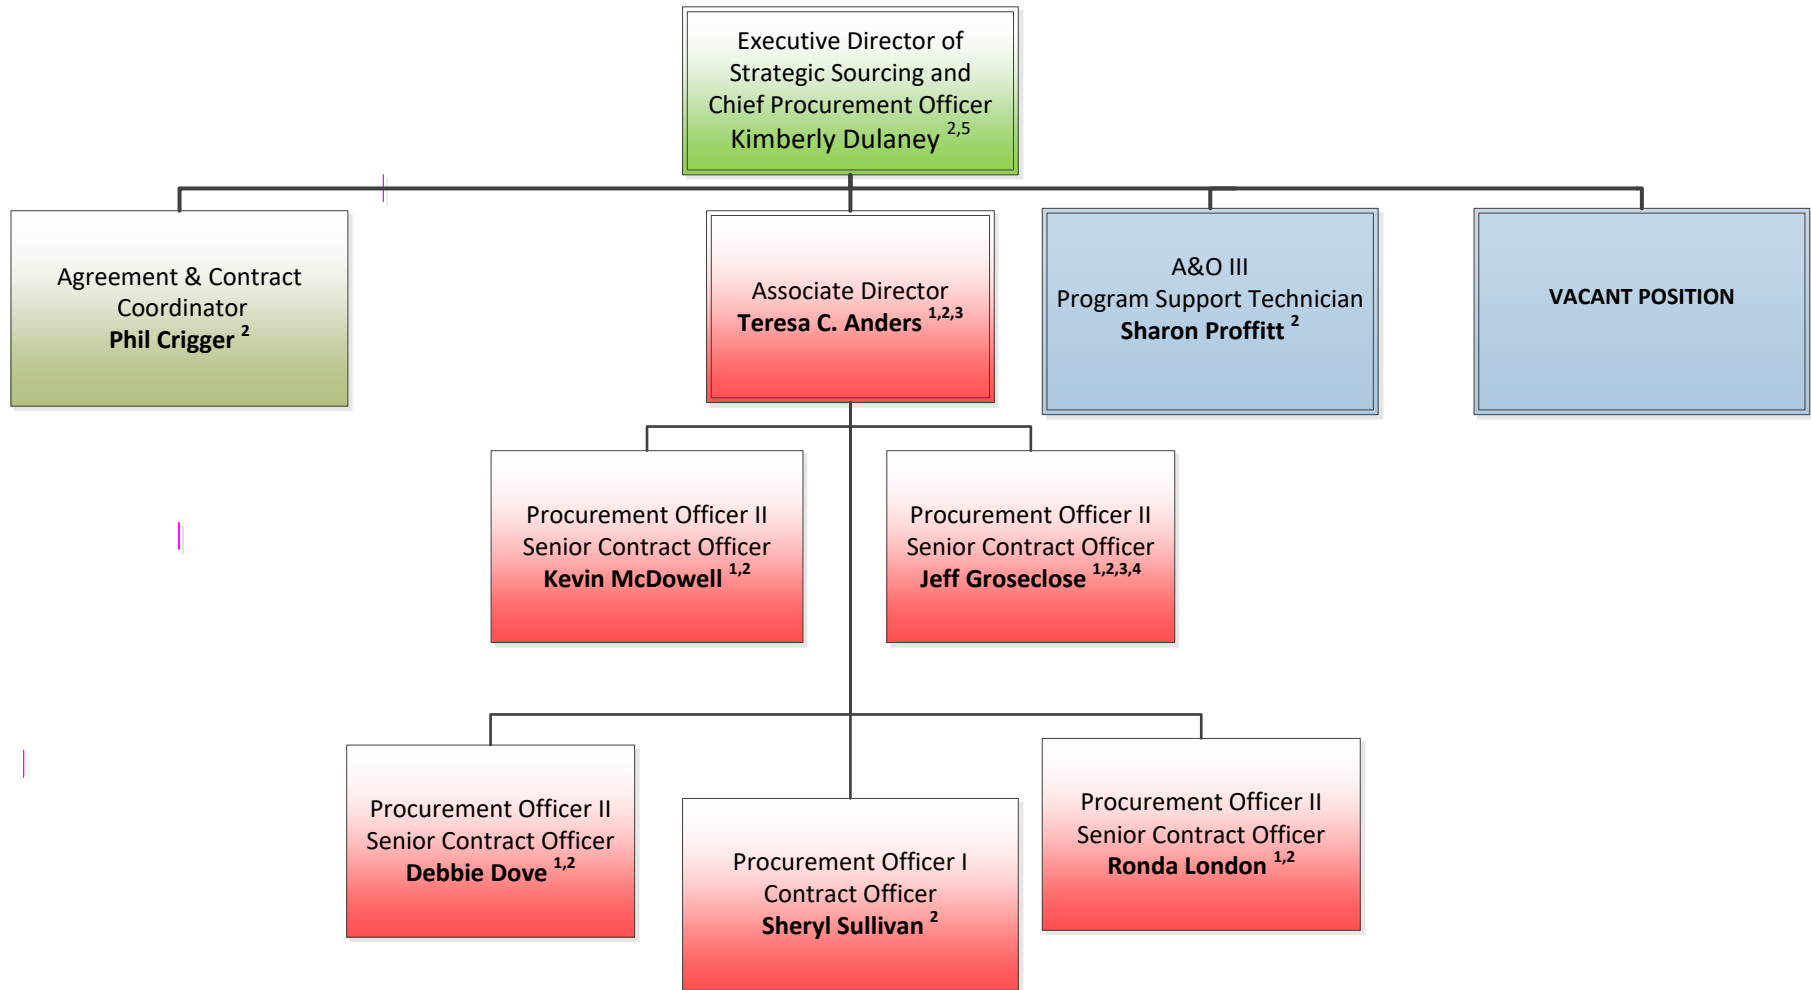 Executive Director of
Strategic Sourcing and
Chief Procurement Officer
Kimberly Dulaney 2,5
Agreement & Contract
Coordinator
Phil Crigger 2
Associate Director
Teresa C. Anders 1,2,3
A&O III
Program Support Technician
Sharon Proffitt 2
VACANT POSITION
Procurement Officer II
Senior Contract Officer
Kevin McDowell 1,2
Procurement Officer II
Senior Contract Officer
Jeff Groseclose 1,2,3,4
Procurement Officer II
Senior Contract Officer
Debbie Dove 1,2
Procurement Officer I
Contract Officer
Sheryl Sullivan 2
Procurement Officer II
Senior Contract Officer
Ronda London 1,2